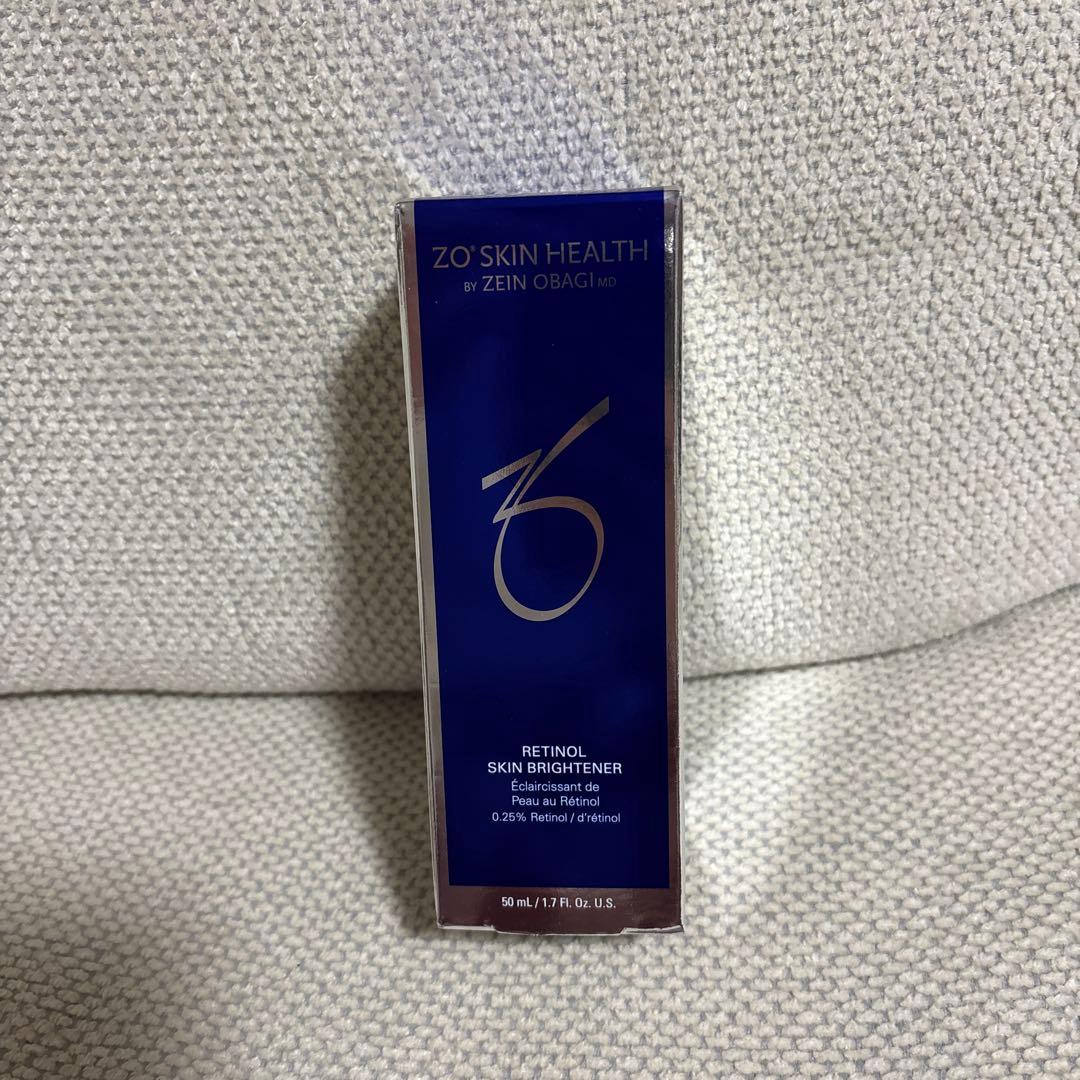 ZO® SKIN HEALTH
BY ZEIN OBAGI MD
RETINOL
SKIN BRIGHTENER
Éclaircissant de
Peau au Rétinol
0.25% Retinol / d'rétinol
50 mL / 1.7 Fl. Oz. U.S.